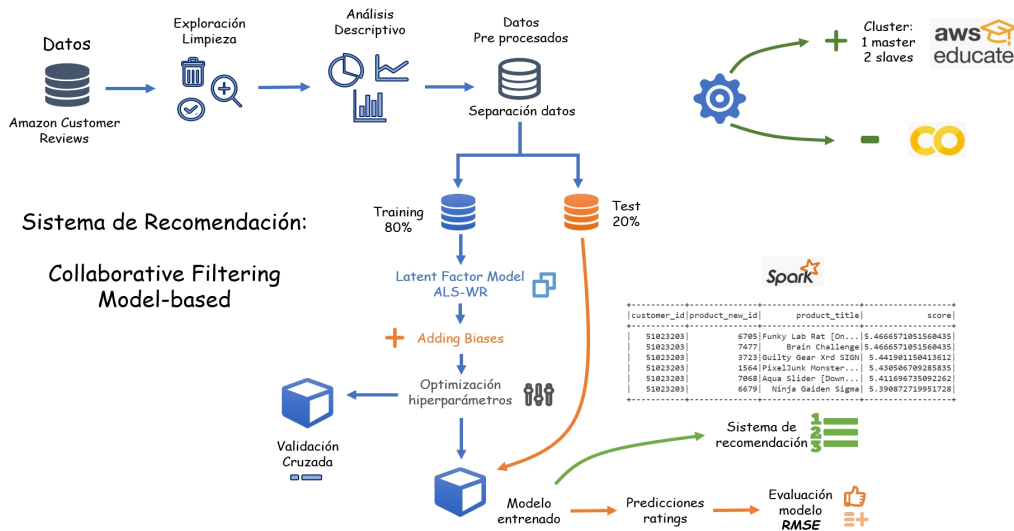 Datos
Amazon Customer
Reviews
Exploración
Limpieza
Análisis
Descriptivo
Datos
Pre procesados
Separación datos
Cluster:
1 master
2 slaves
aws
educate
CO
Training
80%
Test
20%
Sistema de Recomendación:
Collaborative Filtering
Model-based
Latent Factor Model
ALS-WR
Adding Biases
Optimización
hiperparámetros
Validación
Cruzada
Spark
|customer_id|product_new_id| product_title| score|
| 51023203| 6705|Funky Lab Rat [On...|5.4666571051560435|
| 51023203| 7477| Brain Challenge|5.4666571051560435|
| 51023203| 3723|Guilty Gear Xrd SIGN| 5.441901150413612|
| 51023203| 1564|PixelJunk Monster...| 5.430506709285835|
| 51023203| 7068|Aqua Slider [Down...| 5.411696735092262|
| 51023203| 6679| Ninja Gaiden Sigma| 5.390872719951728|
Sistema de
recomendación
1
2
3
Modelo
entrenado
Predicciones
ratings
Evaluación
modelo
RMSE